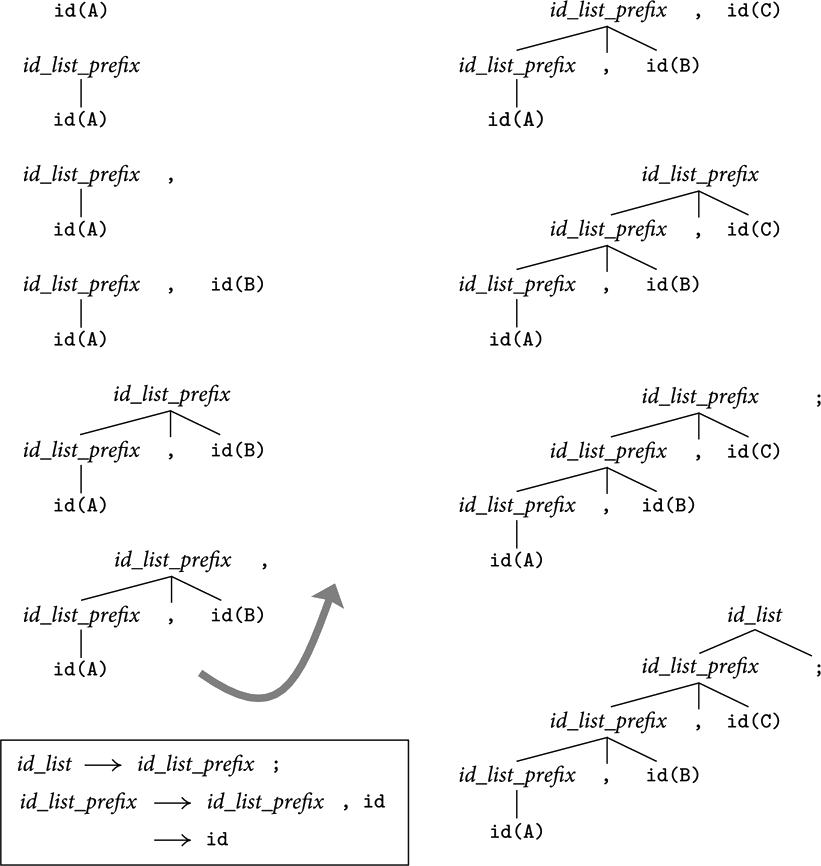 id(A)
id_list_prefix
id(A)
id_list_prefix ,
id(A)
id_list_prefix , id(B)
id(A)
id_list_prefix
id_list_prefix , id(B)
id(A)
id_list_prefix ,
id_list_prefix , id(B)
id(A)
id_list_prefix , id(C)
id_list_prefix , id(B)
id(A)
id_list_prefix
id_list_prefix , id(C)
id_list_prefix , id(B)
id(A)
id_list_prefix ;
id_list_prefix , id(C)
id_list_prefix , id(B)
id(A)
id_list
id_list_prefix ;
id_list_prefix , id(C)
id_list_prefix , id(B)
id(A)
id_list ⟶ id_list_prefix ;
id_list_prefix ⟶ id_list_prefix , id
⟶ id